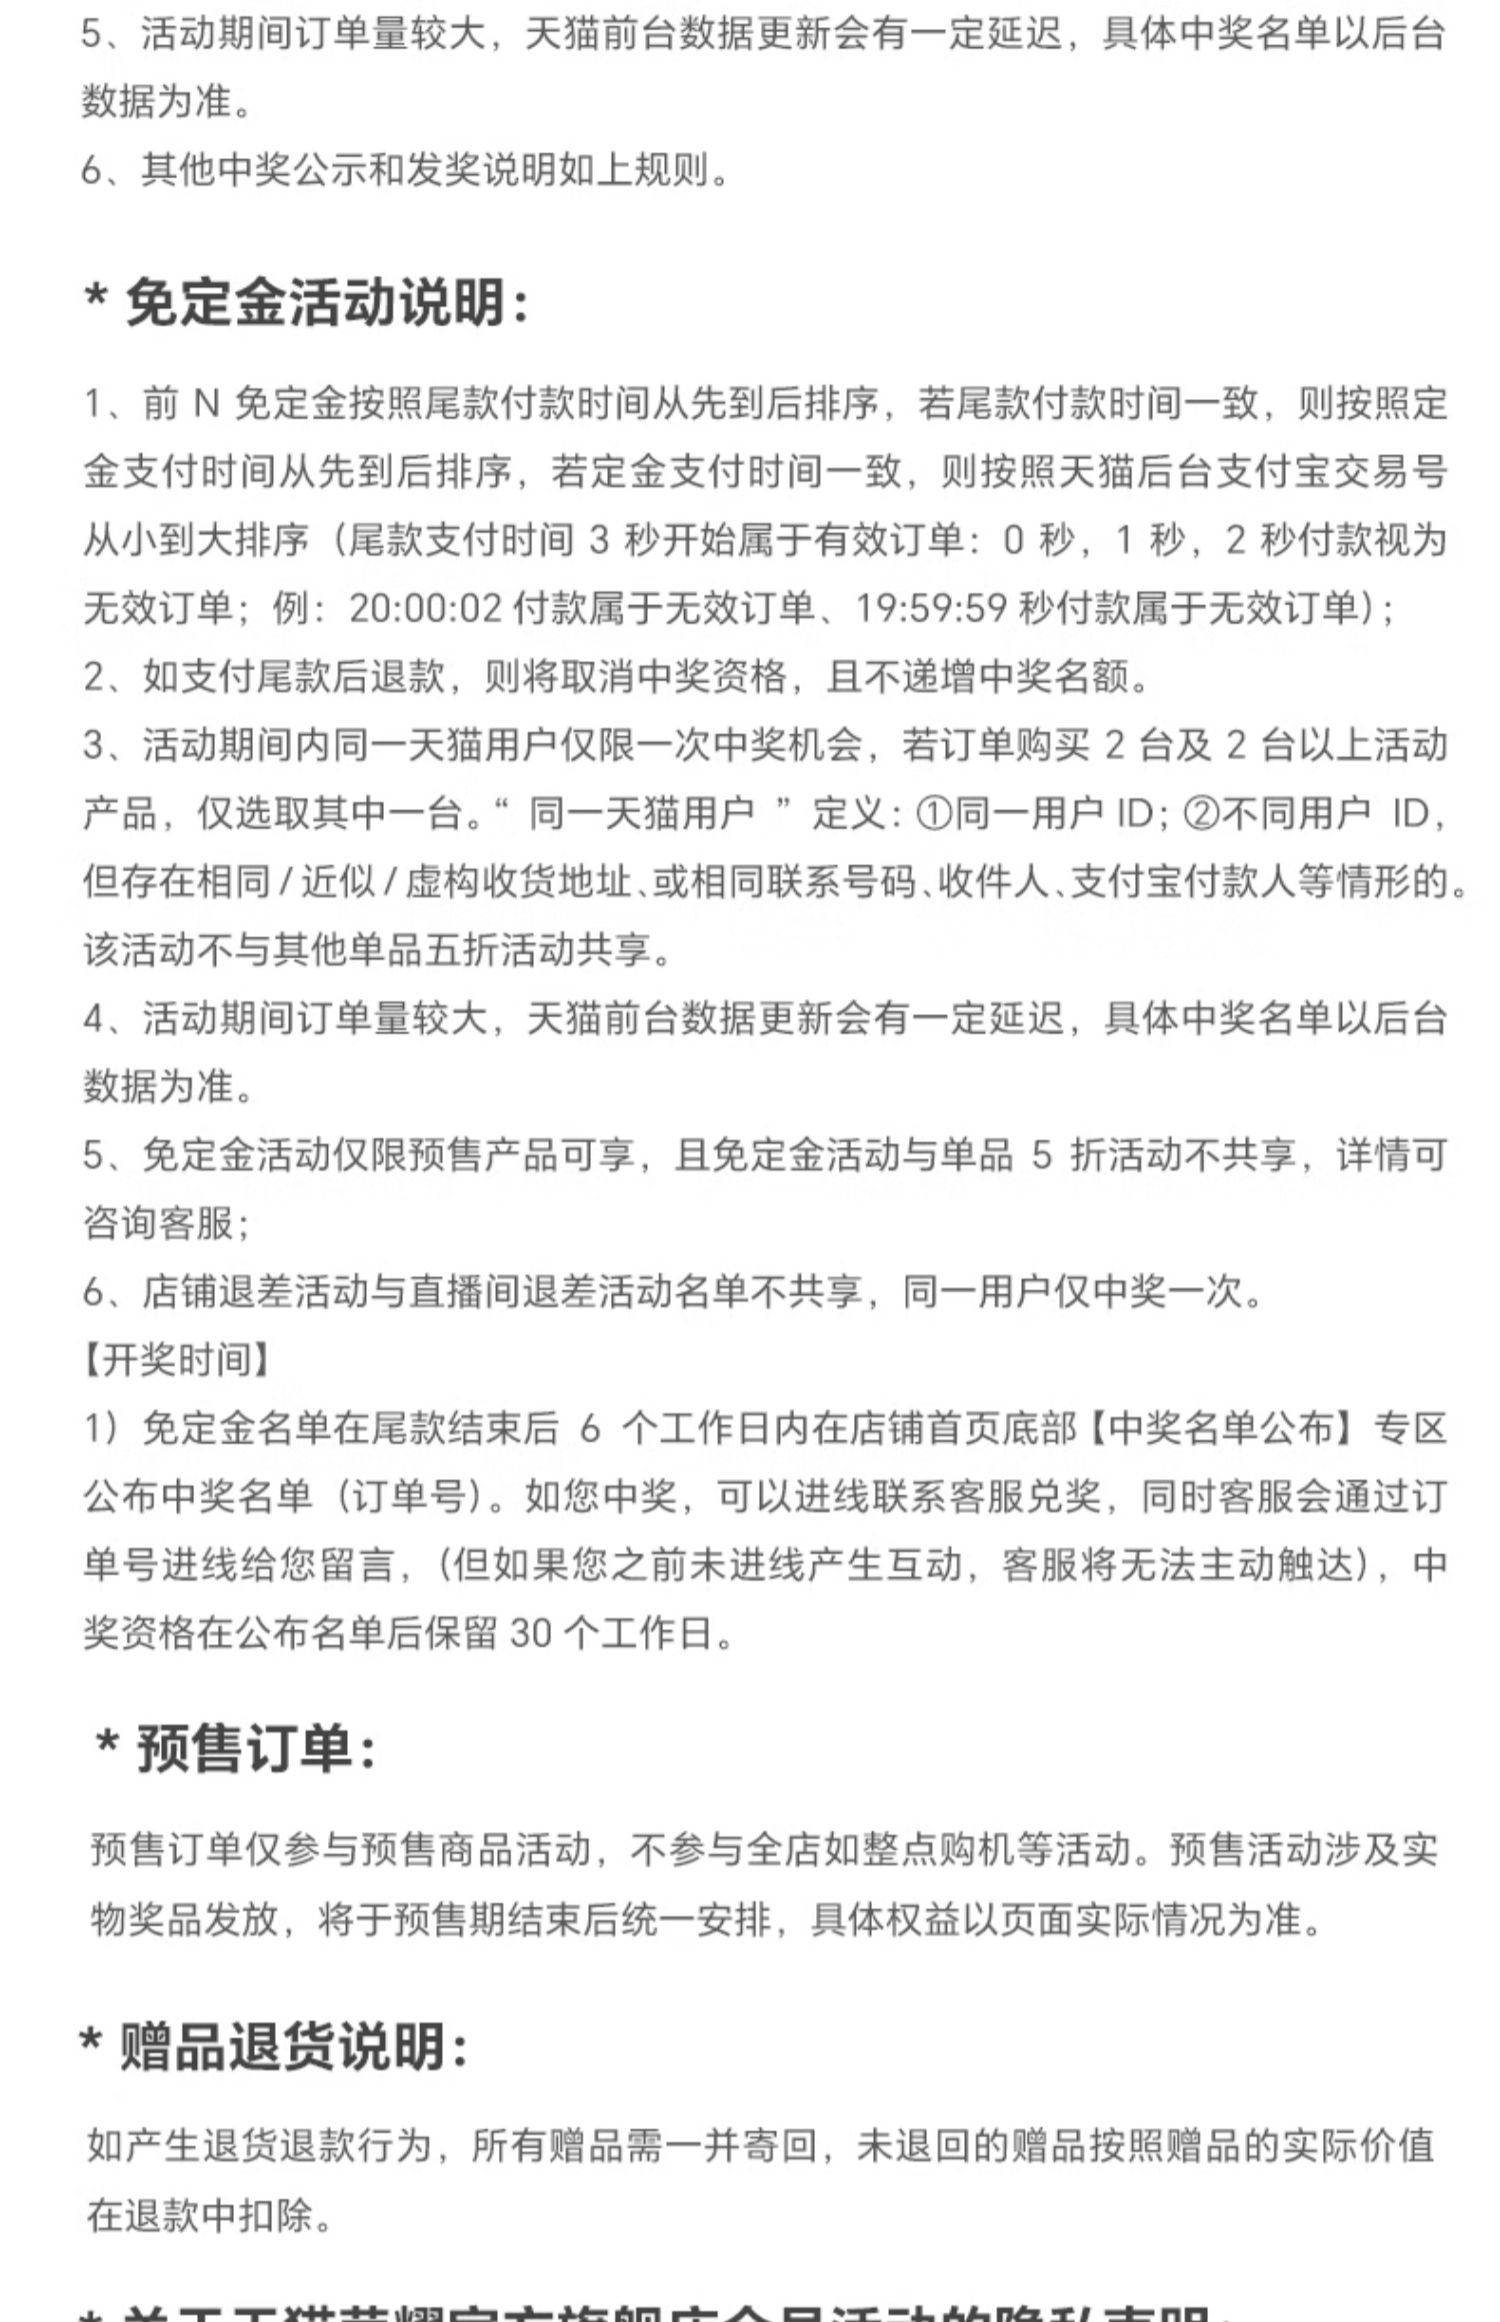 5、活动期间订单量较大，天猫前台数据更新会有一定延迟，具体中奖名单以后台
数据为准。
6、其他中奖公示和发奖说明如上规则。
* 免定金活动说明：
1、前 N 免定金按照尾款付款时间从先到后排序，若尾款付款时间一致，则按照定
金支付时间从先到后排序，若定金支付时间一致，则按照天猫后台支付宝交易号
从小到大排序（尾款支付时间 3 秒开始属于有效订单：0 秒，1 秒，2 秒付款视为
无效订单；例：20:00:02 付款属于无效订单、19:59:59 秒付款属于无效订单）；
2、如支付尾款后退款，则将取消中奖资格，且不递增中奖名额。
3、活动期间内同一天猫用户仅限一次中奖机会，若订单购买 2 台及 2 台以上活动
产品，仅选取其中一台。“ 同一天猫用户 ” 定义：①同一用户 ID；②不同用户 ID，
但存在相同 / 近似 / 虚构收货地址、或相同联系号码、收件人、支付宝付款人等情形的。
该活动不与其他单品五折活动共享。
4、活动期间订单量较大，天猫前台数据更新会有一定延迟，具体中奖名单以后台
数据为准。
5、免定金活动仅限预售产品可享，且免定金活动与单品 5 折活动不共享，详情可
咨询客服；
6、店铺退差活动与直播间退差活动名单不共享，同一用户仅中奖一次。
【开奖时间】
1）免定金名单在尾款结束后 6 个工作日内在店铺首页底部【中奖名单公布】专区
公布中奖名单（订单号）。如您中奖，可以进线联系客服兑奖，同时客服会通过订
单号进线给您留言，（但如果您之前未进线产生互动，客服将无法主动触达），中
奖资格在公布名单后保留 30 个工作日。
* 预售订单：
预售订单仅参与预售商品活动，不参与全店如整点购机等活动。预售活动涉及实
物奖品发放，将于预售期结束后统一安排，具体权益以页面实际情况为准。
* 赠品退货说明：
如产生退货退款行为，所有赠品需一并寄回，未退回的赠品按照赠品的实际价值
在退款中扣除。
* 关于天猫荣耀官方旗舰店会员活动的隐私声明：